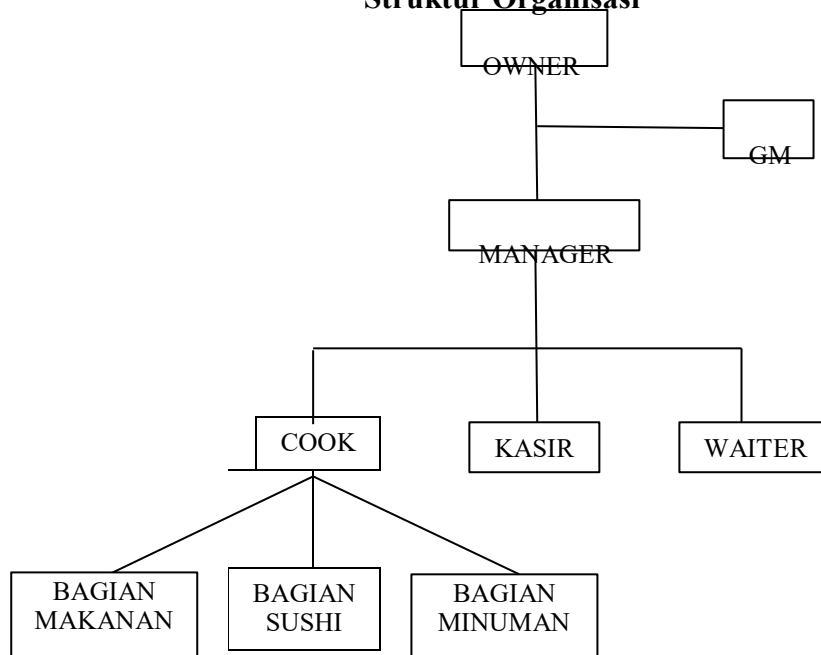 Struktur Organisasi
OWNER
GM
MANAGER
COOK
KASIR
WAITER
BAGIAN
MAKANAN
BAGIAN
SUSHI
BAGIAN
MINUMAN